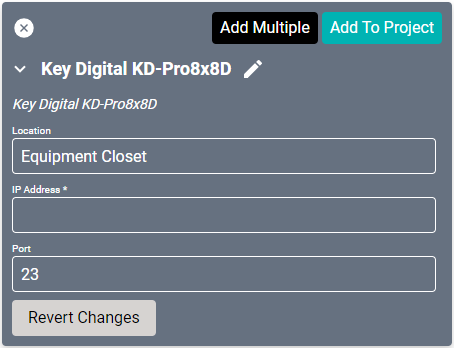 Add Multiple
Add To Project
Key Digital KD-Pro8x8D
Key Digital KD-Pro8x8D
Location
Equipment Closet
IP Address *
Port
23
Revert Changes